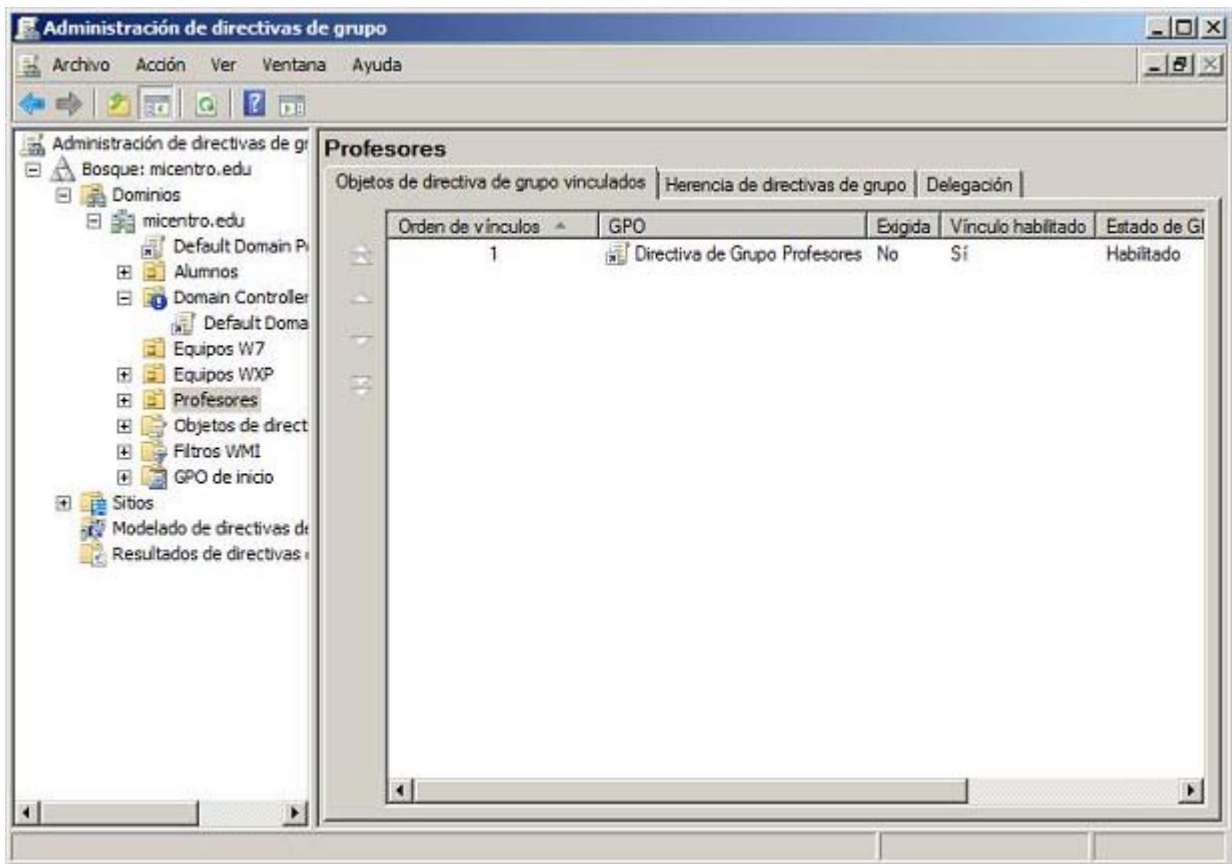 Administración de directivas de grupo
Archivo Acción Ver Ventana Ayuda
Administración de directivas de gr
Bosque: micentro.edu
Dominios
micentro.edu
Default Domain P
Alumnos
Domain Controller
Default Doma
Equipos W7
Equipos WXP
Profesores
Objetos de direct
Filtros WMI
GPO de inicio
Sitios
Modelado de directivas de
Resultados de directivas
Profesores
Objetos de directiva de grupo vinculados Herencia de directivas de grupo Delegación
Orden de vínculos GPO Exigida Vínculo habilitado Estado de G
1 Directiva de Grupo Profesores No Sí Habilitado